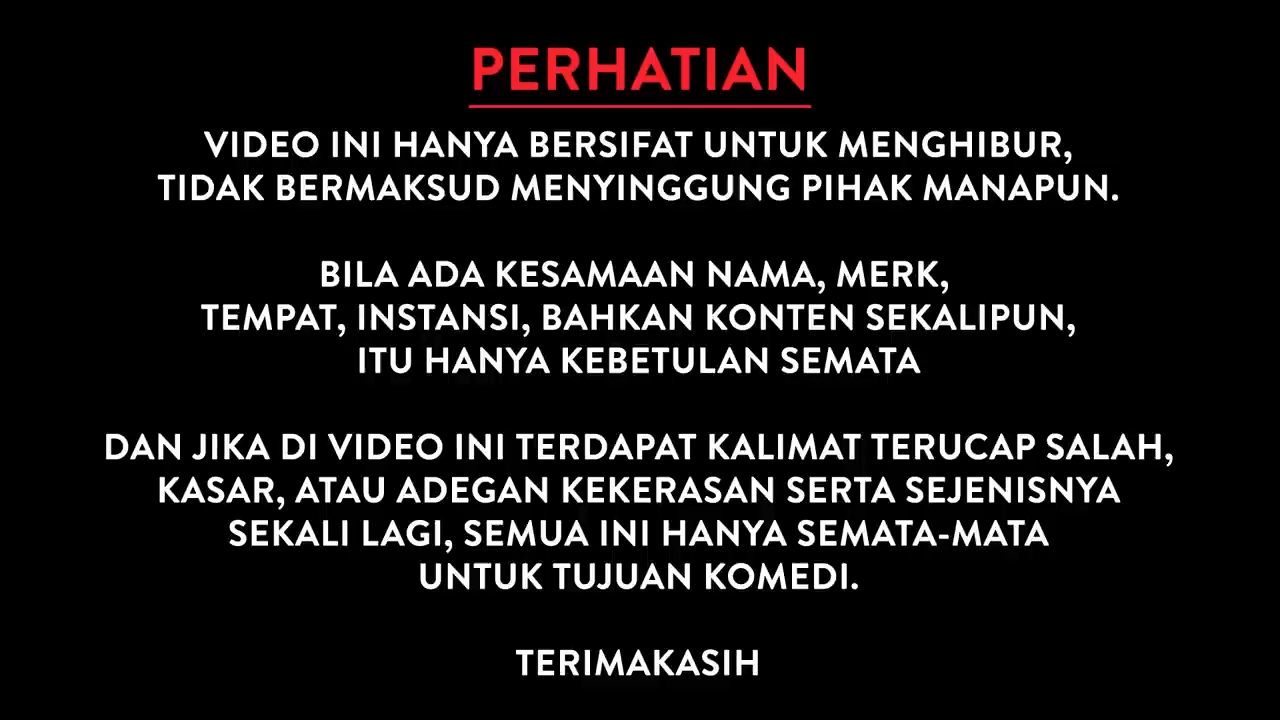 PERHATIAN
VIDEO INI HANYA BERSIFAT UNTUK MENGHIBUR,
TIDAK BERMAKSUD MENYINGGUNG PIHAK MANAPUN.
BILA ADA KESAMAAN NAMA, MERK,
TEMPAT, INSTANSI, BAHKAN KONTEN SEKALIPUN,
ITU HANYA KEBETULAN SEMATA
DAN JIKA DI VIDEO INI TERDAPAT KALIMAT TERUCAP SALAH,
KASAR, ATAU ADEGAN KEKERASAN SERTA SEJENISNYA
SEKALI LAGI, SEMUA INI HANYA SEMATA-MATA
UNTUK TUJUAN KOMEDI.
TERIMAKASIH